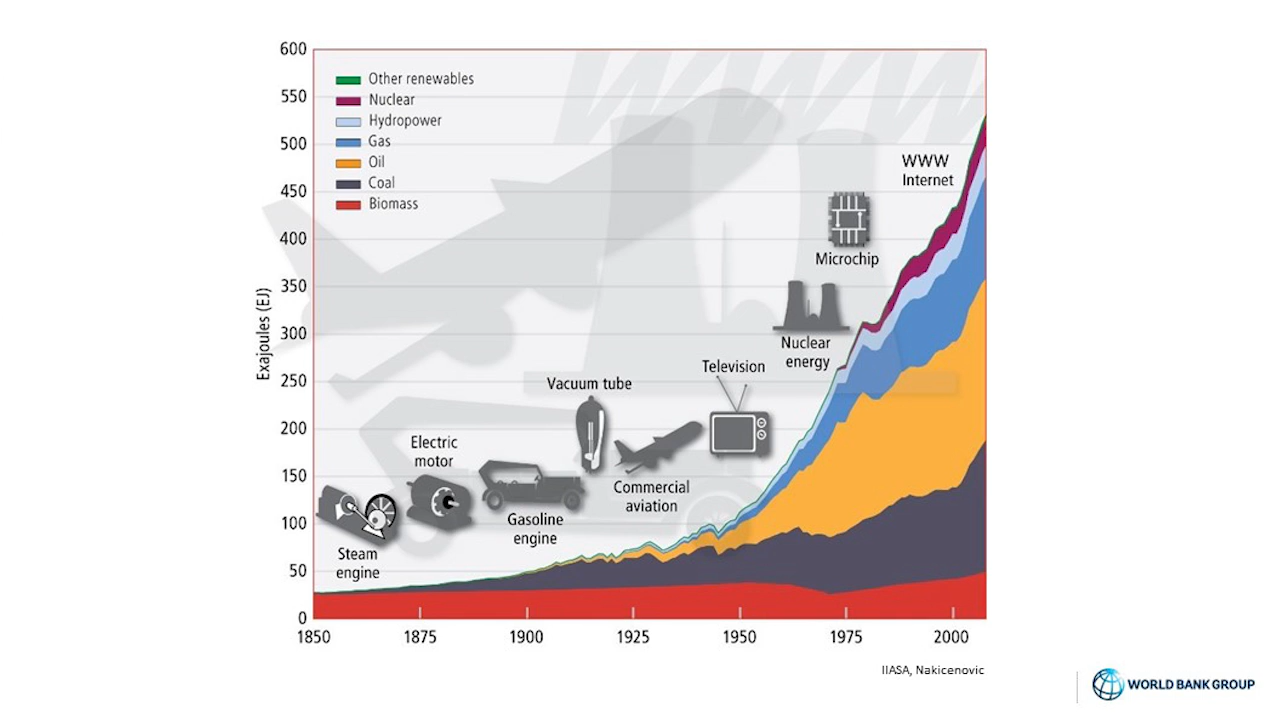 600
550
500
450
400
350
300
250
200
150
100
50
0
Exajoules (EJ)
Other renewables
Nuclear
Hydropower
Gas
Oil
Coal
Biomass
WWW
Internet
Microchip
Nuclear
energy
Television
Vacuum tube
Commercial
aviation
Electric
motor
Gasoline
engine
Steam
engine
1850
1875
1900
1925
1950
1975
2000
IIASA, Nakicenovic
WORLD BANK GROUP